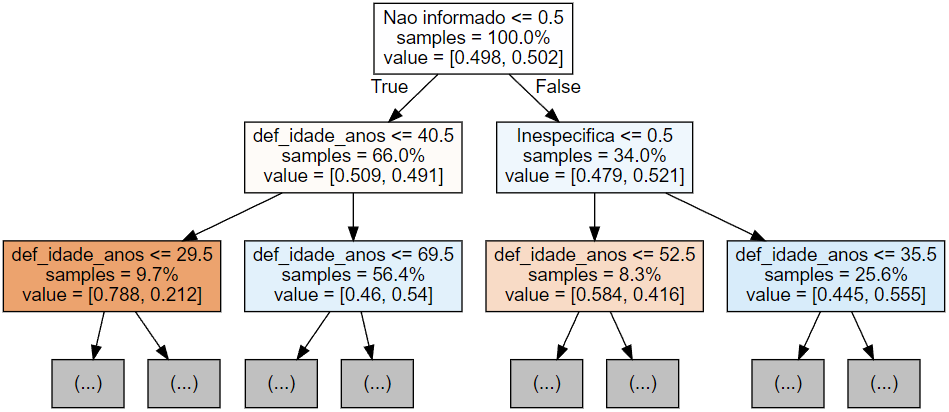 Nao informado <= 0.5
samples = 100.0%
value = [0.498, 0.502]
True
False
def_idade_anos <= 40.5
samples = 66.0%
value = [0.509, 0.491]
Inespecifica <= 0.5
samples = 34.0%
value = [0.479, 0.521]
def_idade_anos <= 29.5
samples = 9.7%
value = [0.788, 0.212]
def_idade_anos <= 69.5
samples = 56.4%
value = [0.46, 0.54]
def_idade_anos <= 52.5
samples = 8.3%
value = [0.584, 0.416]
def_idade_anos <= 35.5
samples = 25.6%
value = [0.445, 0.555]
(...)
(...)
(...)
(...)
(...)
(...)
(...)
(...)